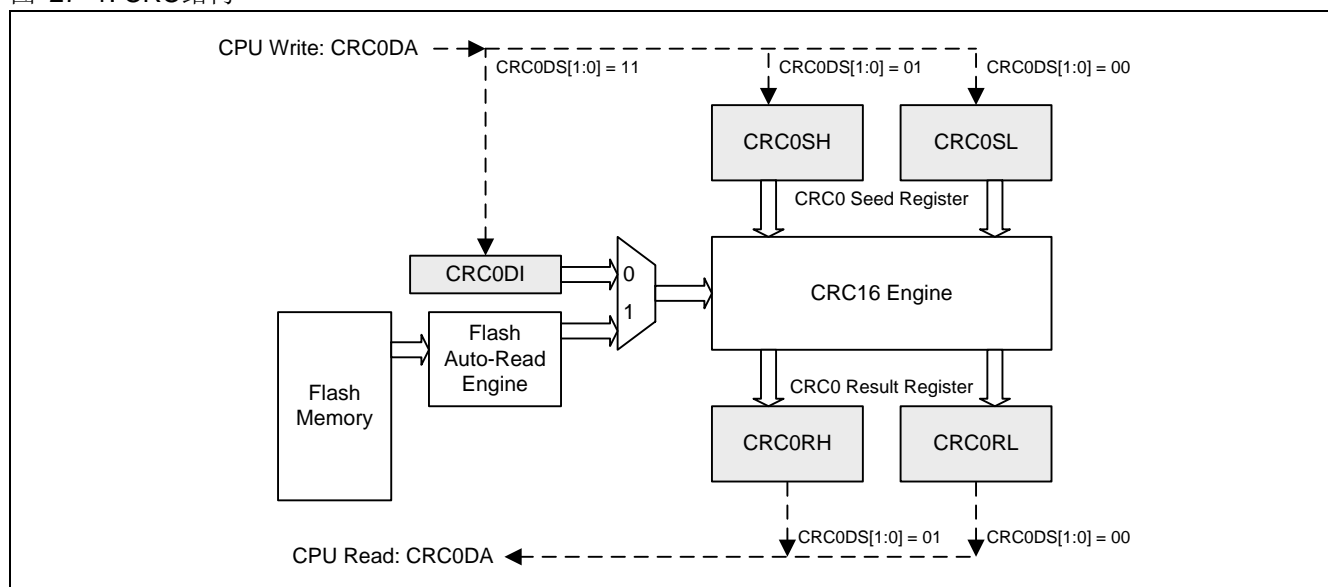 CPU Write: CRC0DA
CRC0DS[1:0] = 11
CRC0DS[1:0] = 01
CRC0DS[1:0] = 00
CRC0SH
CRC0SL
CRC0 Seed Register
CRC0DI
0
1
CRC16 Engine
Flash
Auto-Read
Engine
Flash
Memory
CRC0 Result Register
CRC0RH
CRC0RL
CRC0DS[1:0] = 01
CRC0DS[1:0] = 00
CPU Read: CRC0DA